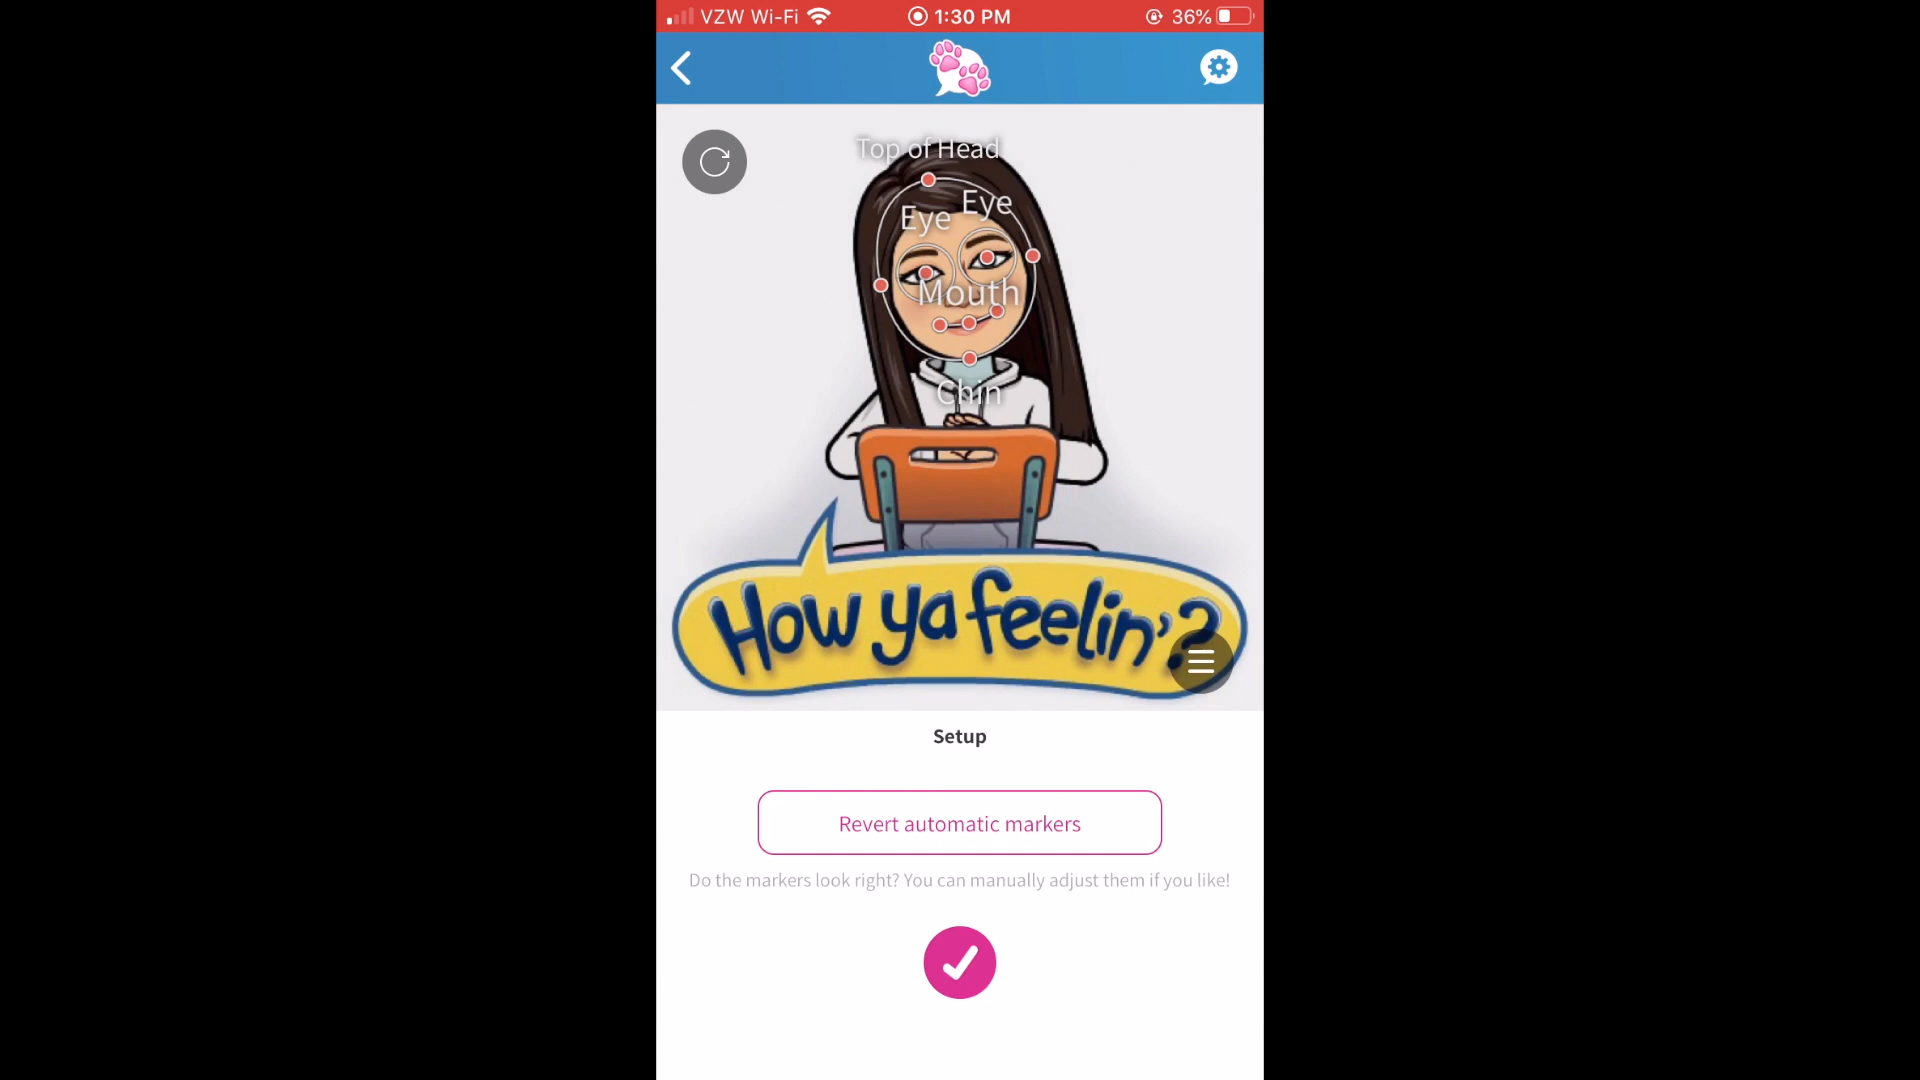 VZW Wi-Fi 1:30 PM 36%
Top of Head
Eye
Eye
Mouth
Chin
How ya feelin'?
Setup
Revert automatic markers
Do the markers look right? You can manually adjust them if you like!